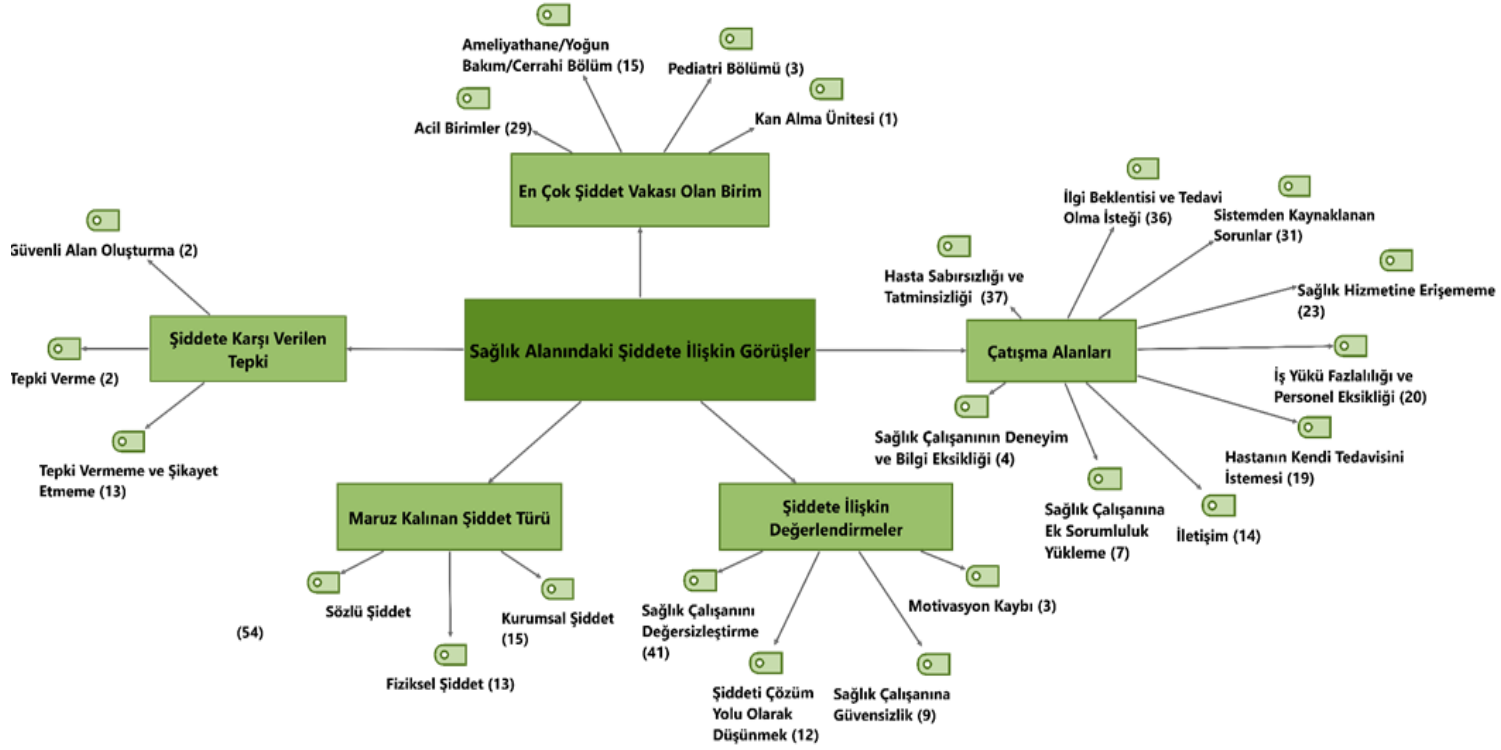 Ameliyathane/Yoğun
Bakım/Cerrahi Bölüm (15)
Pediatri Bölümü (3)
Acil Birimler (29)
Kan Alma Ünitesi (1)
En Çok Şiddet Vakası Olan Birim
Güvenli Alan Oluşturma (2)
Şiddete Karşı Verilen
Tepki
Tepki Verme (2)
Tepki Vermeme ve Şikayet
Etmeme (13)
Sağlık Alanındaki Şiddete İlişkin Görüşler
İlgi Beklentisi ve Tedavi
Olma İsteği (36)
Sistemden Kaynaklanan
Sorunlar (31)
Hasta Sabırsızlığı ve
Tatminsizliği (37)
Sağlık Hizmetine Erişememe
(23)
Çatışma Alanları
İş Yükü Fazlalılığı ve
Personel Eksikliği (20)
Sağlık Çalışanının Deneyim
ve Bilgi Eksikliği (4)
Hastanın Kendi Tedavisini
İstemesi (19)
Sağlık Çalışanına
Ek Sorumluluk
Yükleme (7)
İletişim (14)
Maruz Kalınan Şiddet Türü
Sözlü Şiddet
(54)
Kurumsal Şiddet
(15)
Fiziksel Şiddet (13)
Şiddete İlişkin
Değerlendirmeler
Sağlık Çalışanını
Değersizleştirme
(41)
Motivasyon Kaybı (3)
Şiddeti Çözüm
Yolu Olarak
Düşünmek (12)
Sağlık Çalışanına
Güvensizlik (9)